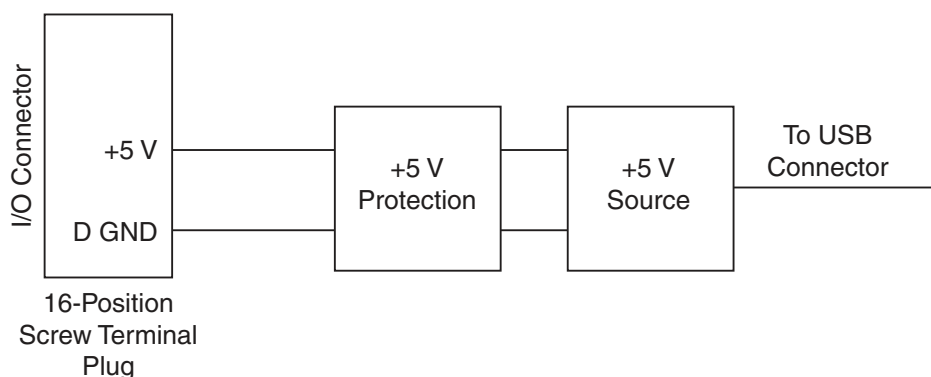 I/O Connector
+5 V
D GND
16-Position
Screw Terminal
Plug
+5 V
Protection
+5 V
Source
To USB
Connector